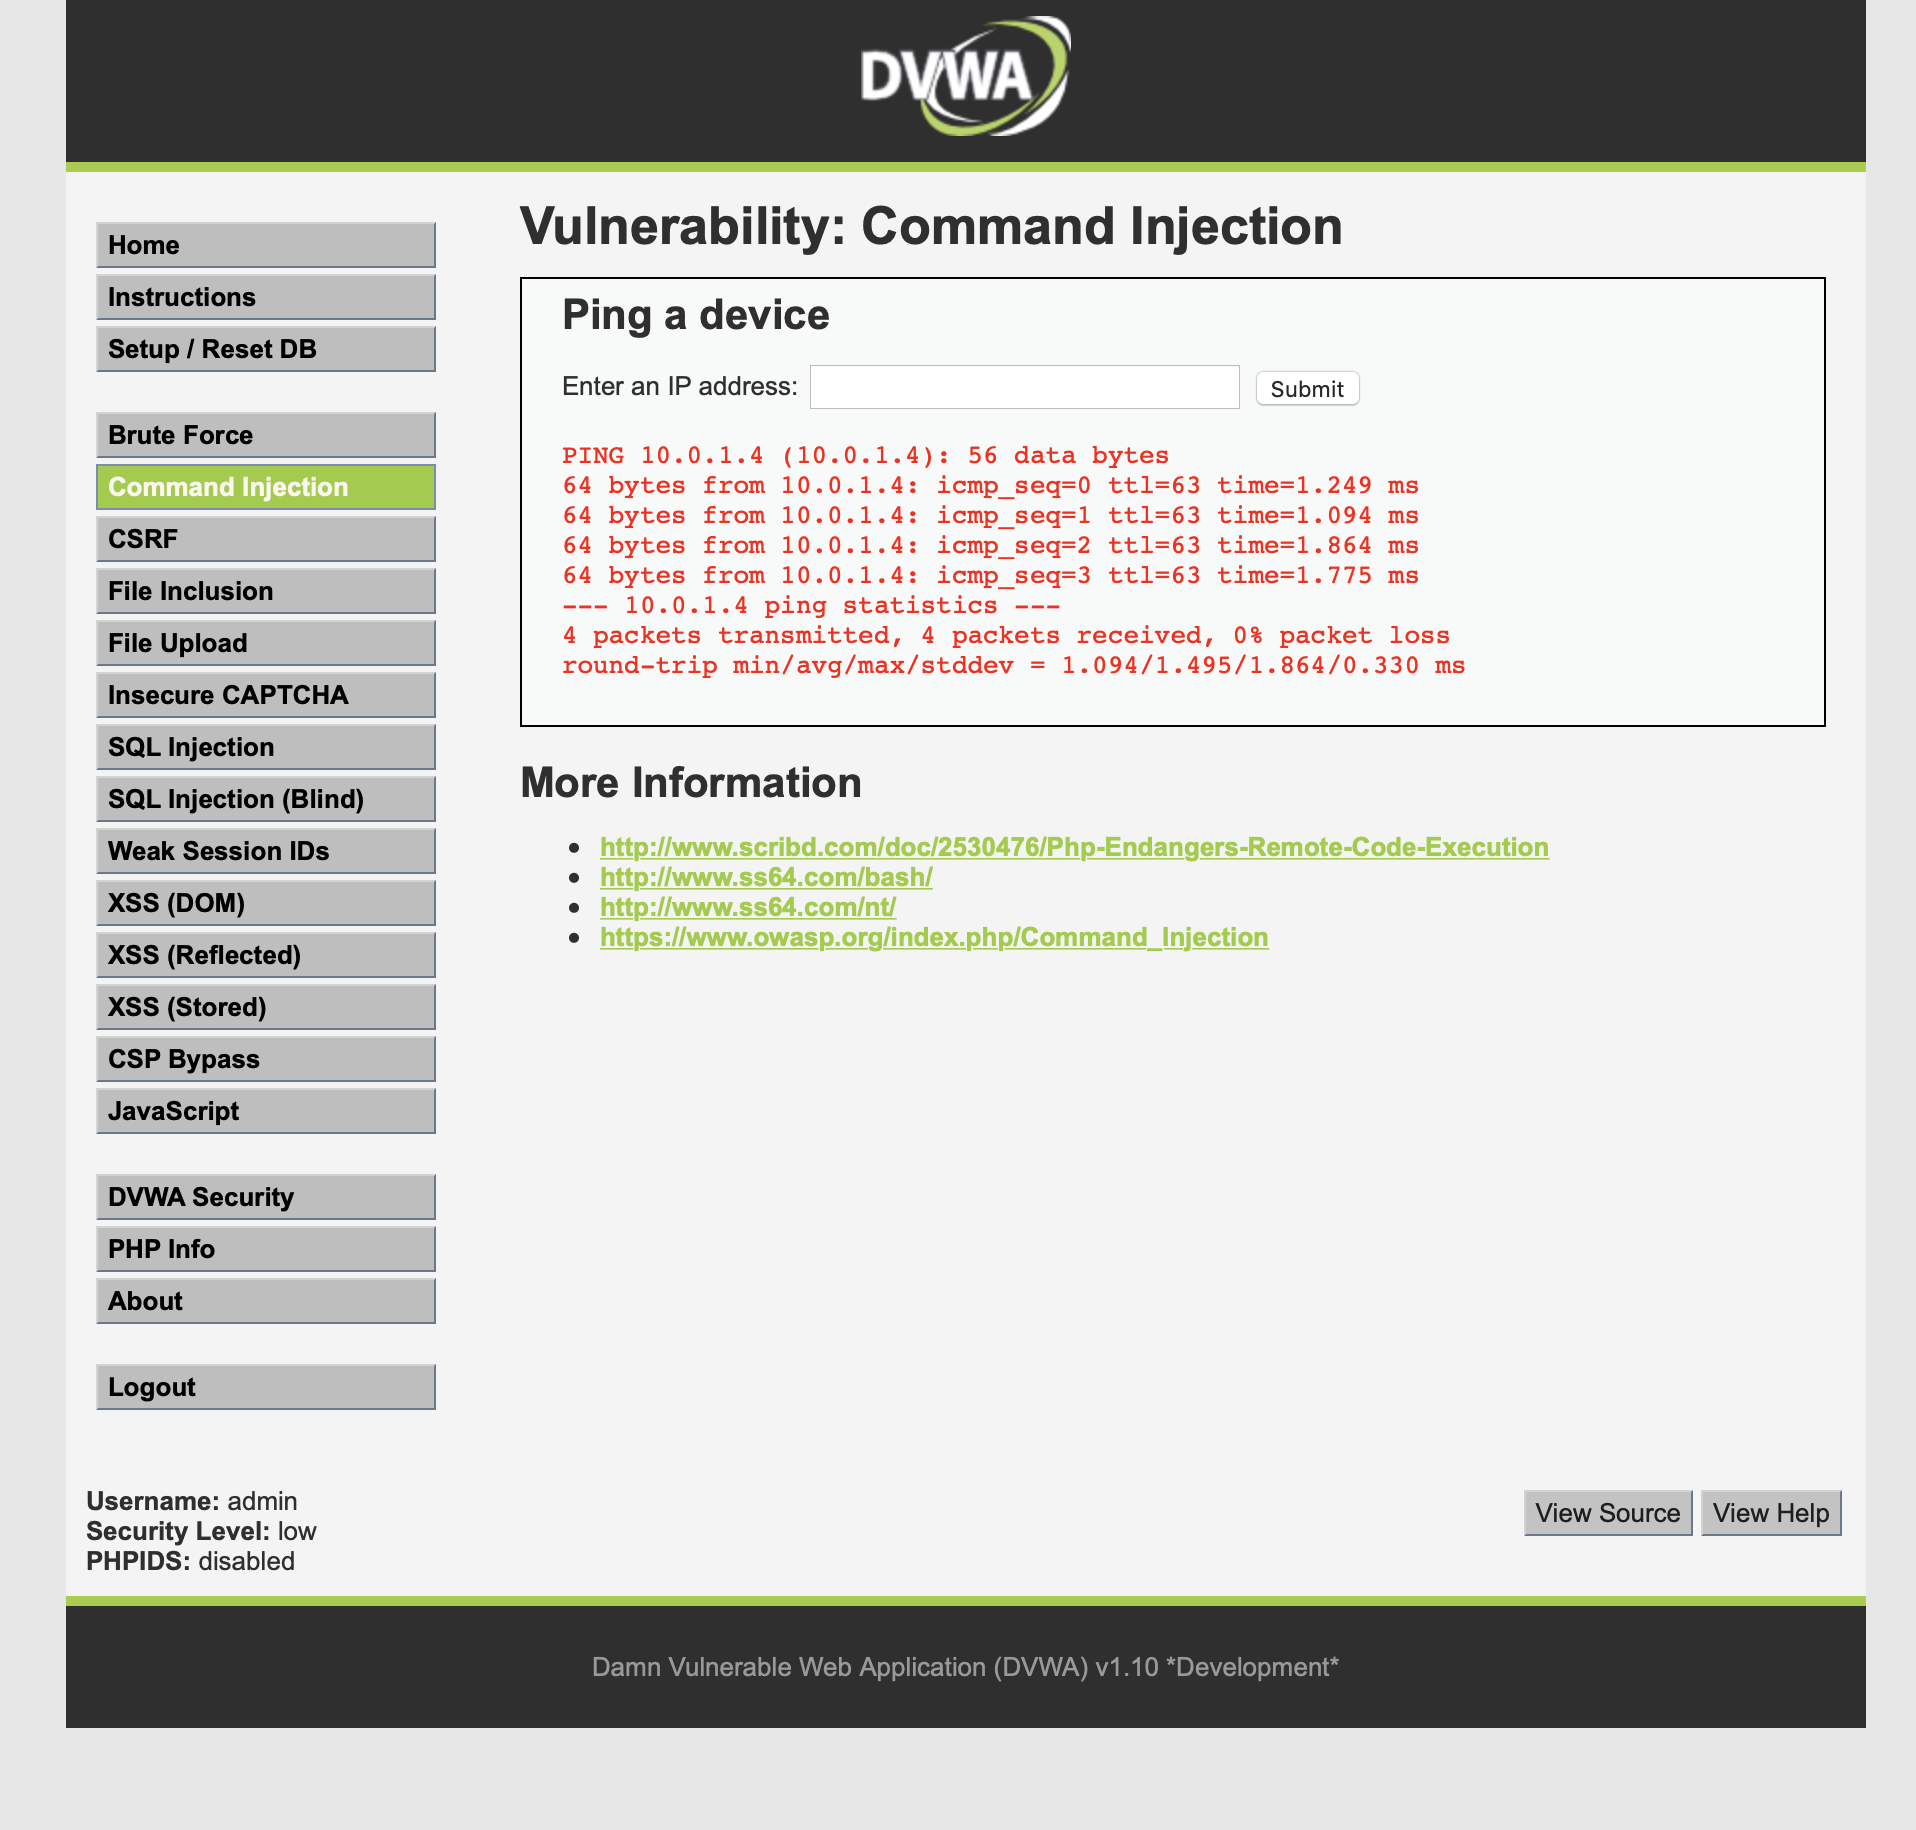 DVWA
Home
Instructions
Setup / Reset DB
Brute Force
Command Injection
CSRF
File Inclusion
File Upload
Insecure CAPTCHA
SQL Injection
SQL Injection (Blind)
Weak Session IDs
XSS (DOM)
XSS (Reflected)
XSS (Stored)
CSP Bypass
JavaScript
DVWA Security
PHP Info
About
Logout
Vulnerability: Command Injection
Ping a device
Enter an IP address: Submit
PING 10.0.1.4 (10.0.1.4): 56 data bytes
64 bytes from 10.0.1.4: icmp_seq=0 ttl=63 time=1.249 ms
64 bytes from 10.0.1.4: icmp_seq=1 ttl=63 time=1.094 ms
64 bytes from 10.0.1.4: icmp_seq=2 ttl=63 time=1.864 ms
64 bytes from 10.0.1.4: icmp_seq=3 ttl=63 time=1.775 ms
--- 10.0.1.4 ping statistics ---
4 packets transmitted, 4 packets received, 0% packet loss
round-trip min/avg/max/stddev = 1.094/1.495/1.864/0.330 ms
More Information
http://www.scribd.com/doc/2530476/Php-Endangers-Remote-Code-Execution
http://www.ss64.com/bash/
http://www.ss64.com/nt/
https://www.owasp.org/index.php/Command_Injection
Username: admin
Security Level: low
PHPIDS: disabled
View Source View Help
Damn Vulnerable Web Application (DVWA) v1.10 *Development*